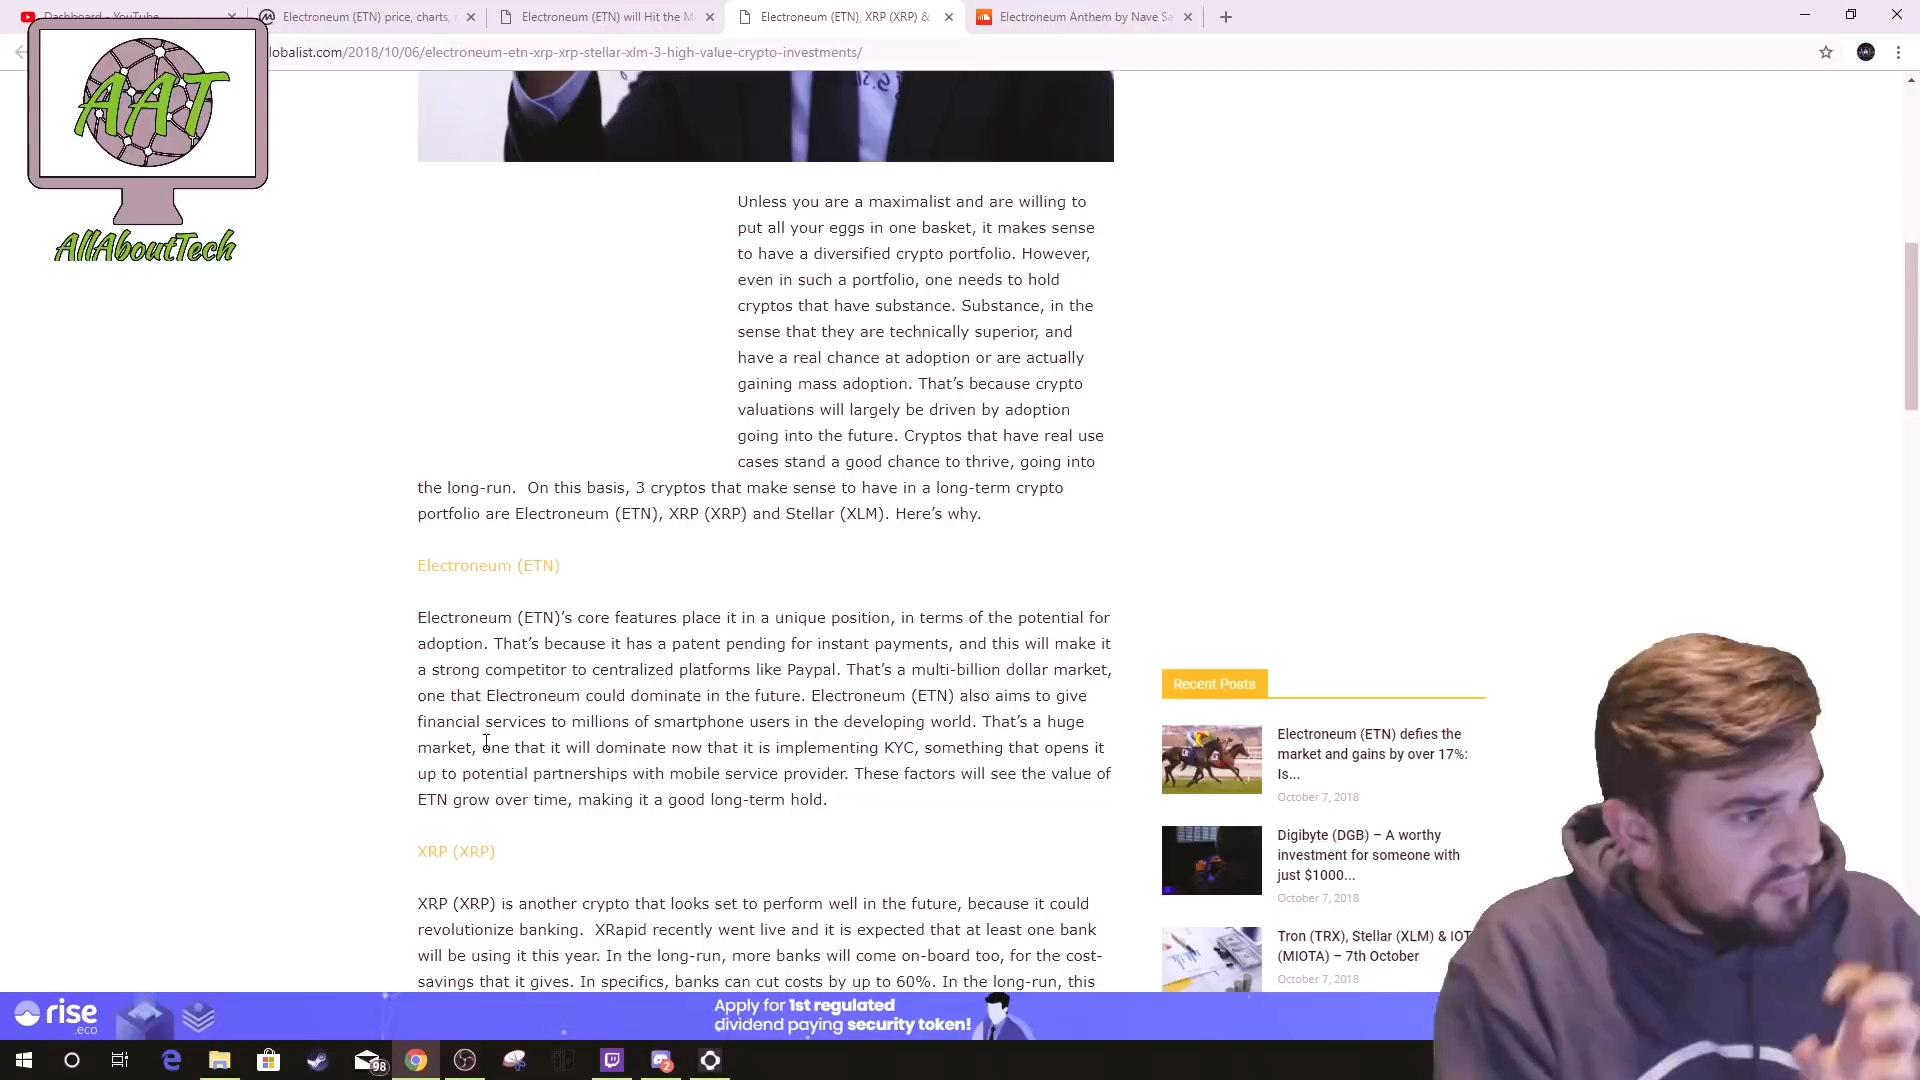 Dashboard - YouTube
Electroneum (ETN) price, charts,
Electroneum (ETN) will Hit the M
Electroneum (ETN), XRP (XRP) &
Electroneum Anthem by Nave Sa
lobalist.com/2018/10/06/electroneum-etn-xrp-xrp-stellar-xlm-3-high-value-crypto-investments/
AAT
AllAboutTech
Unless you are a maximalist and are willing to
put all your eggs in one basket, it makes sense
to have a diversified crypto portfolio. However,
even in such a portfolio, one needs to hold
cryptos that have substance. Substance, in the
sense that they are technically superior, and
have a real chance at adoption or are actually
gaining mass adoption. That's because crypto
valuations will largely be driven by adoption
going into the future. Cryptos that have real use
cases stand a good chance to thrive, going into
the long-run.  On this basis, 3 cryptos that make sense to have in a long-term crypto
portfolio are Electroneum (ETN), XRP (XRP) and Stellar (XLM). Here's why.
Electroneum (ETN)
Electroneum (ETN)'s core features place it in a unique position, in terms of the potential for
adoption. That's because it has a patent pending for instant payments, and this will make it
a strong competitor to centralized platforms like Paypal. That's a multi-billion dollar market,
one that Electroneum could dominate in the future. Electroneum (ETN) also aims to give
financial services to millions of smartphone users in the developing world. That's a huge
market, one that it will dominate now that it is implementing KYC, something that opens it
up to potential partnerships with mobile service provider. These factors will see the value of
ETN grow over time, making it a good long-term hold.
XRP (XRP)
XRP (XRP) is another crypto that looks set to perform well in the future, because it could
revolutionize banking.  XRapid recently went live and it is expected that at least one bank
will be using it this year. In the long-run, more banks will come on-board too, for the cost-
savings that it gives. In specifics, banks can cut costs by up to 60%. In the long-run, this
Recent Posts
Electroneum (ETN) defies the
market and gains by over 17%:
Is...
October 7, 2018
Digibyte (DGB) – A worthy
investment for someone with
just $1000...
October 7, 2018
Tron (TRX), Stellar (XLM) & IOT
(MIOTA) – 7th October
October 7, 2018
rise
.eco
Apply for 1st regulated
dividend paying security token!
98
2